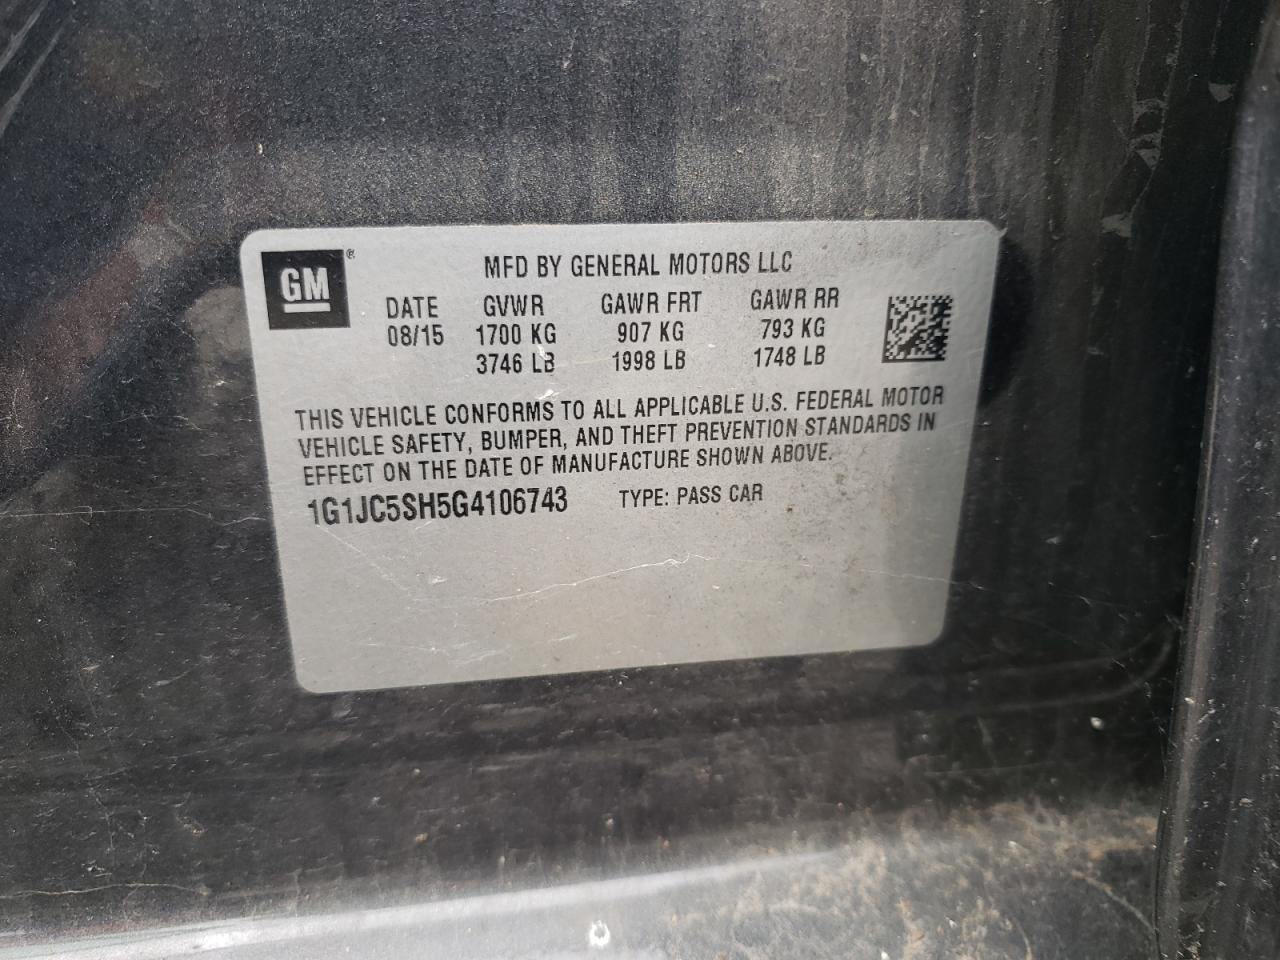 GM®
MFD BY GENERAL MOTORS LLC
DATE GVWR GAWR FRT GAWR RR
08/15 1700 KG 907 KG 793 KG
3746 LB 1998 LB 1748 LB
THIS VEHICLE CONFORMS TO ALL APPLICABLE U.S. FEDERAL MOTOR
VEHICLE SAFETY, BUMPER, AND THEFT PREVENTION STANDARDS IN
EFFECT ON THE DATE OF MANUFACTURE SHOWN ABOVE.
1G1JC5SH5G4106743 TYPE: PASS CAR